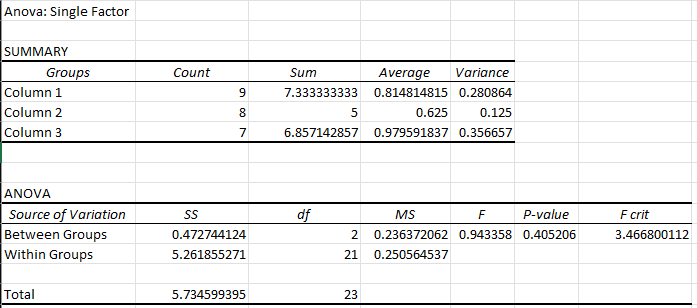 Anova: Single Factor
SUMMARY
Groups Count Sum Average Variance
Column 1 9 7.333333333 0.814814815 0.280864
Column 2 8 5 0.625 0.125
Column 3 7 6.857142857 0.979591837 0.356657
ANOVA
Source of Variation SS df MS F P-value F crit
Between Groups 0.472744124 2 0.236372062 0.943358 0.405206 3.466800112
Within Groups 5.261855271 21 0.250564537
Total 5.734599395 23